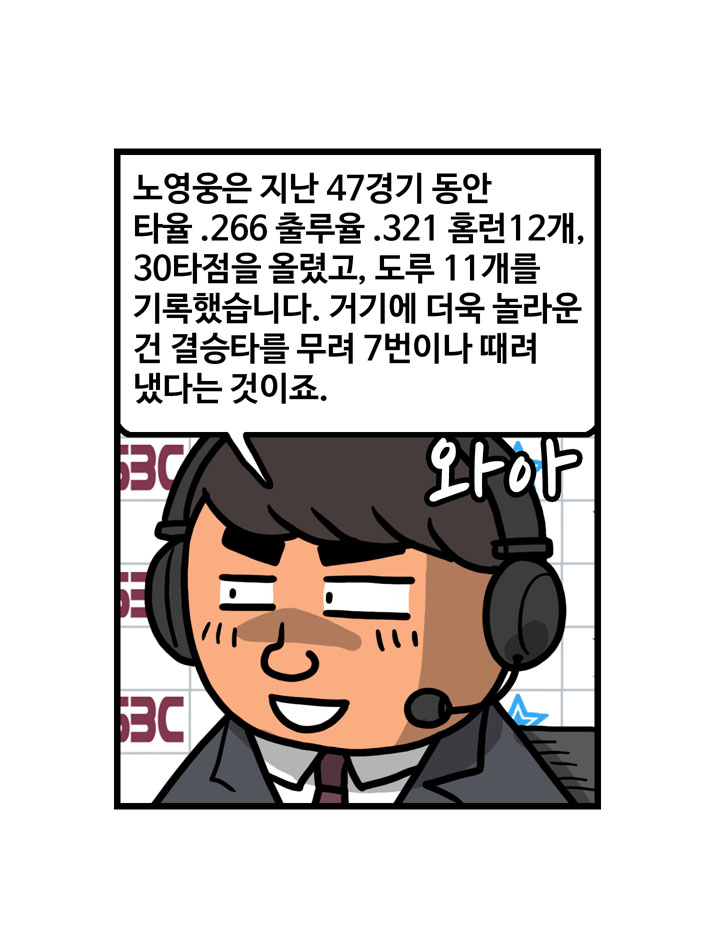 노영웅은 지난 47경기 동안
타율 .266 출루율 .321 홈런12개,
30타점을 올렸고, 도루 11개를
기록했습니다. 거기에 더욱 놀라운
건 결승타를 무려 7번이나 때려
냈다는 것이죠.
와아
SBC
SBC
SBC